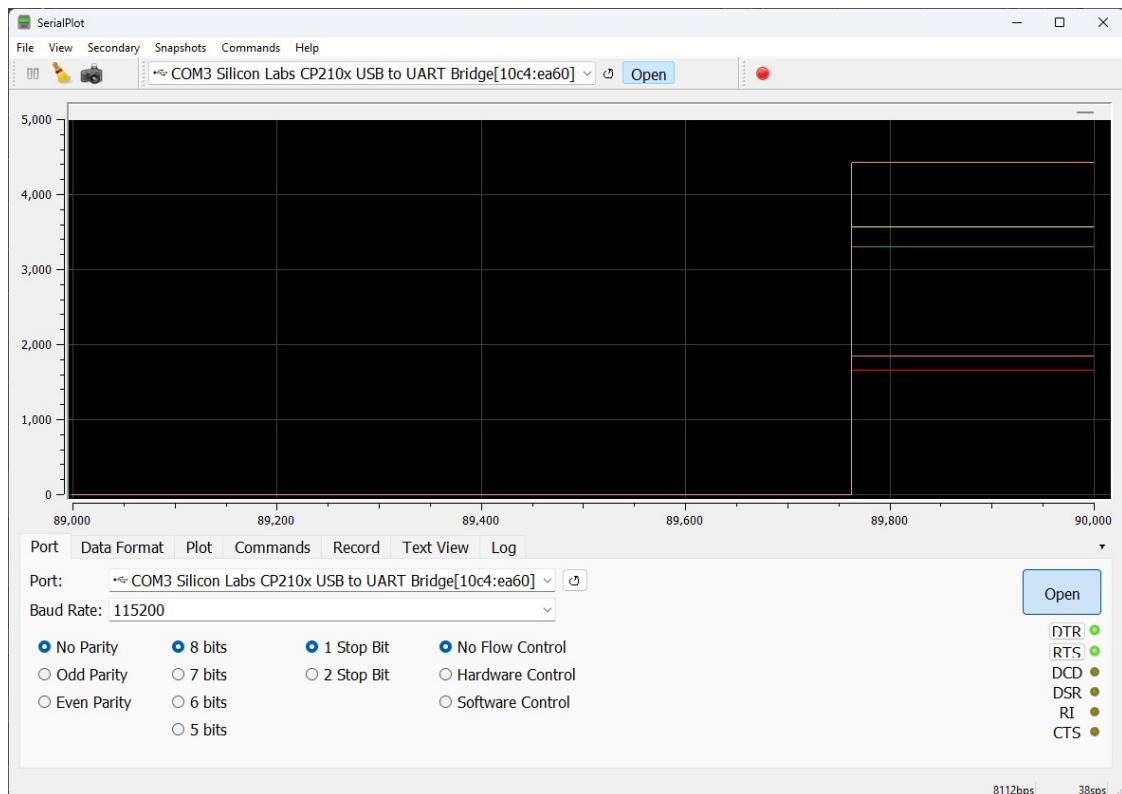 SerialPlot
File View Secondary Snapshots Commands Help
COM3 Silicon Labs CP210x USB to UART Bridge[10c4:ea60] Open
5,000
4,000
3,000
2,000
1,000
0
89,000 89,200 89,400 89,600 89,800 90,000
Port Data Format Plot Commands Record Text View Log
Port: COM3 Silicon Labs CP210x USB to UART Bridge[10c4:ea60] Open
Baud Rate: 115200
DTR
No Parity 8 bits 1 Stop Bit No Flow Control RTS
Odd Parity 7 bits 2 Stop Bit Hardware Control DCD
DSR
Even Parity 6 bits Software Control RI
5 bits CTS
8112bps 38sps